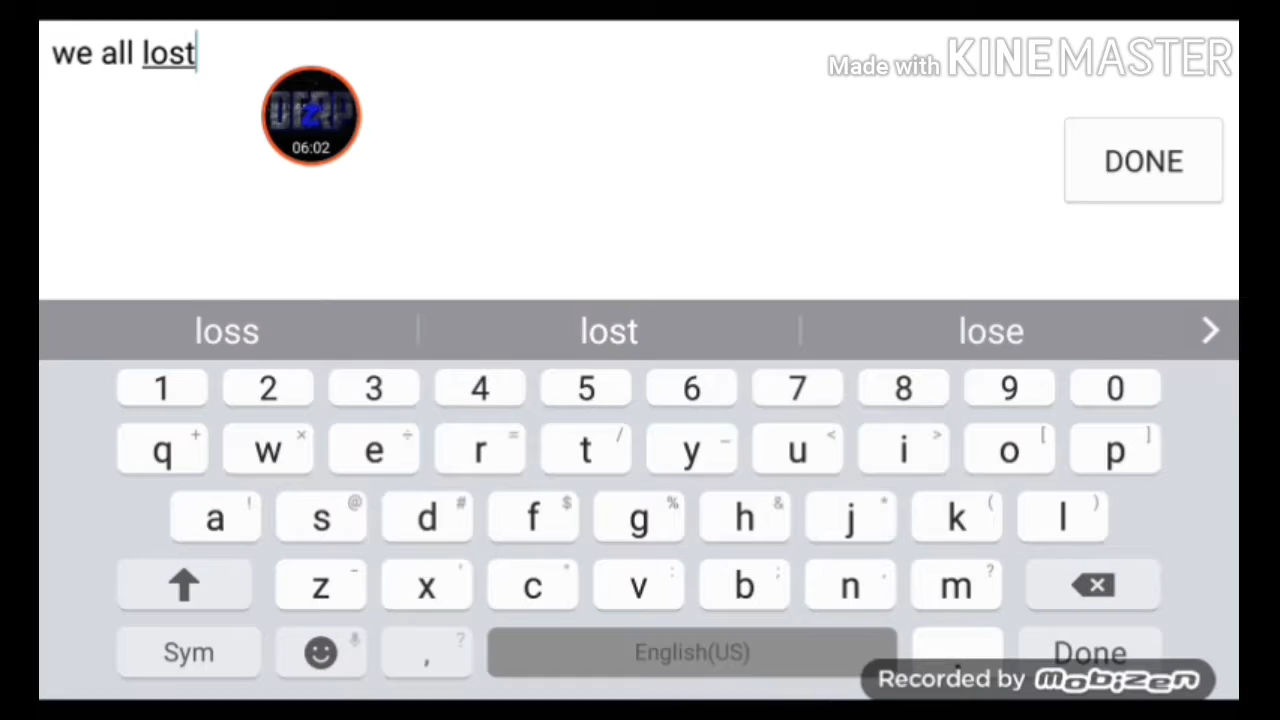 we all lost
Made with KINEMASTER
DERP
Z
06:02
DONE
loss lost lose
1 2 3 4 5 6 7 8 9 0
q + w × e ÷ r = t / y _ u < i > o [ p ]
a ! s @ d # f $ g % h & j * k ( l )
z - x ' c " v : b ; n , m ?
Sym , ? English(US) . Done
Recorded by mobizen